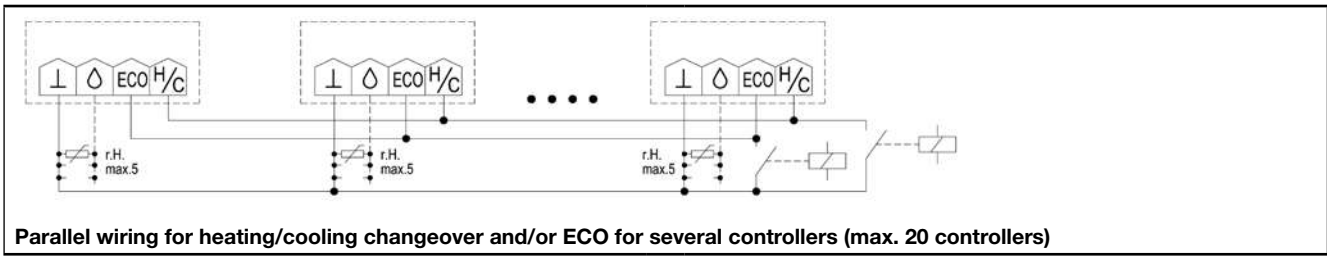 ⊥ ECO H/C ⊥ ECO H/C ⊥ ECO H/C
r.H. r.H. r.H.
max.5 max.5 max.5
Parallel wiring for heating/cooling changeover and/or ECO for several controllers (max. 20 controllers)